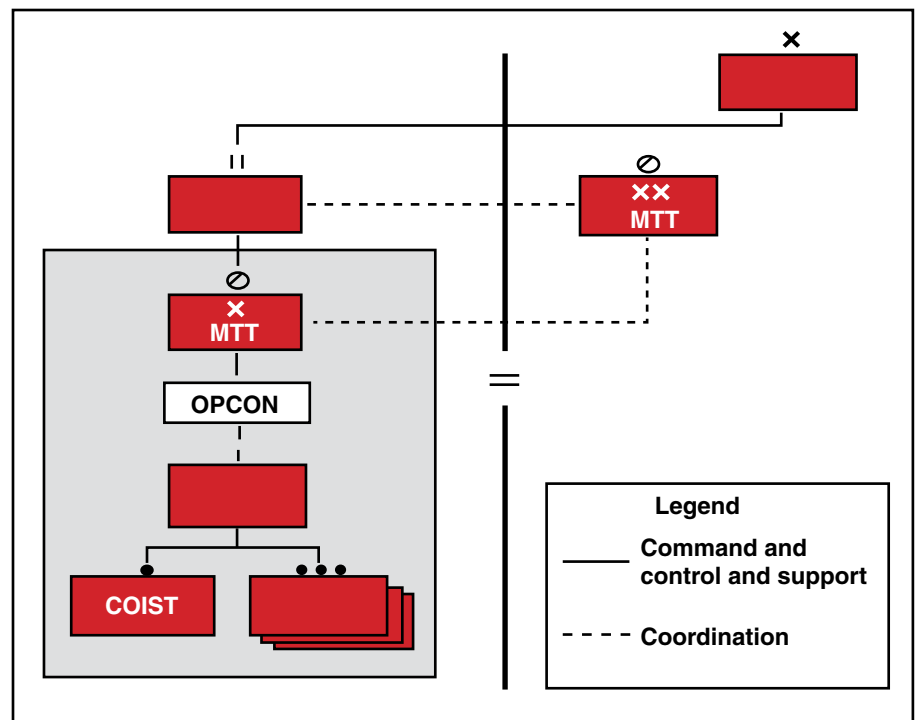 ×
| |
××
MTT
×
MTT
OPCON
COIST
Legend
Command and
control and support
Coordination